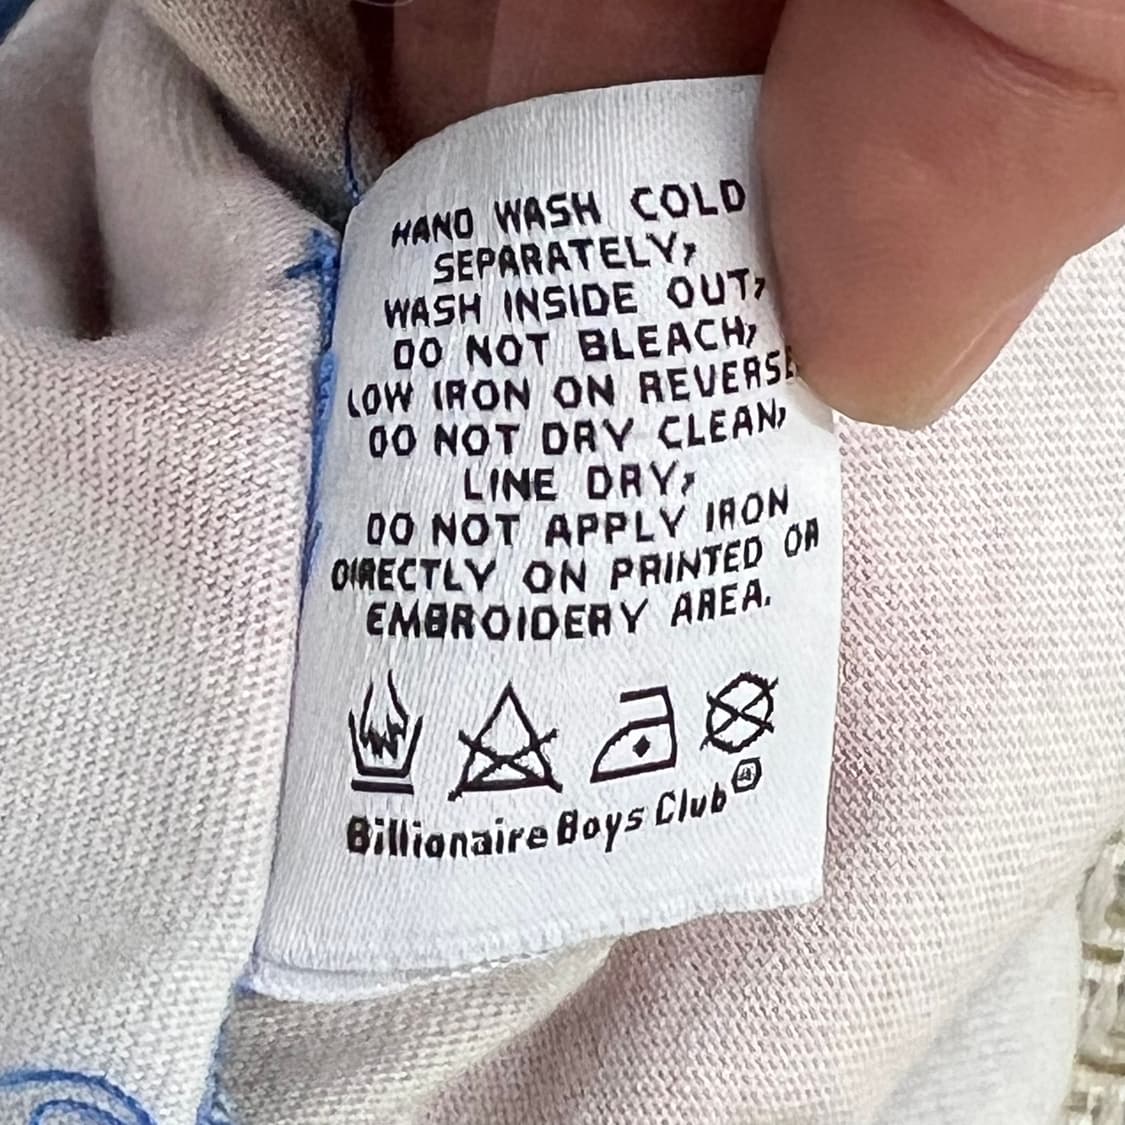 HAND WASH COLD
SEPARATELY,
WASH INSIDE OUT,
DO NOT BLEACH,
LOW IRON ON REVERSE
DO NOT DRY CLEAN,
LINE DRY,
DO NOT APPLY IRON
DIRECTLY ON PRINTED OR
EMBROIDERY AREA.
Billionaire Boys Club®